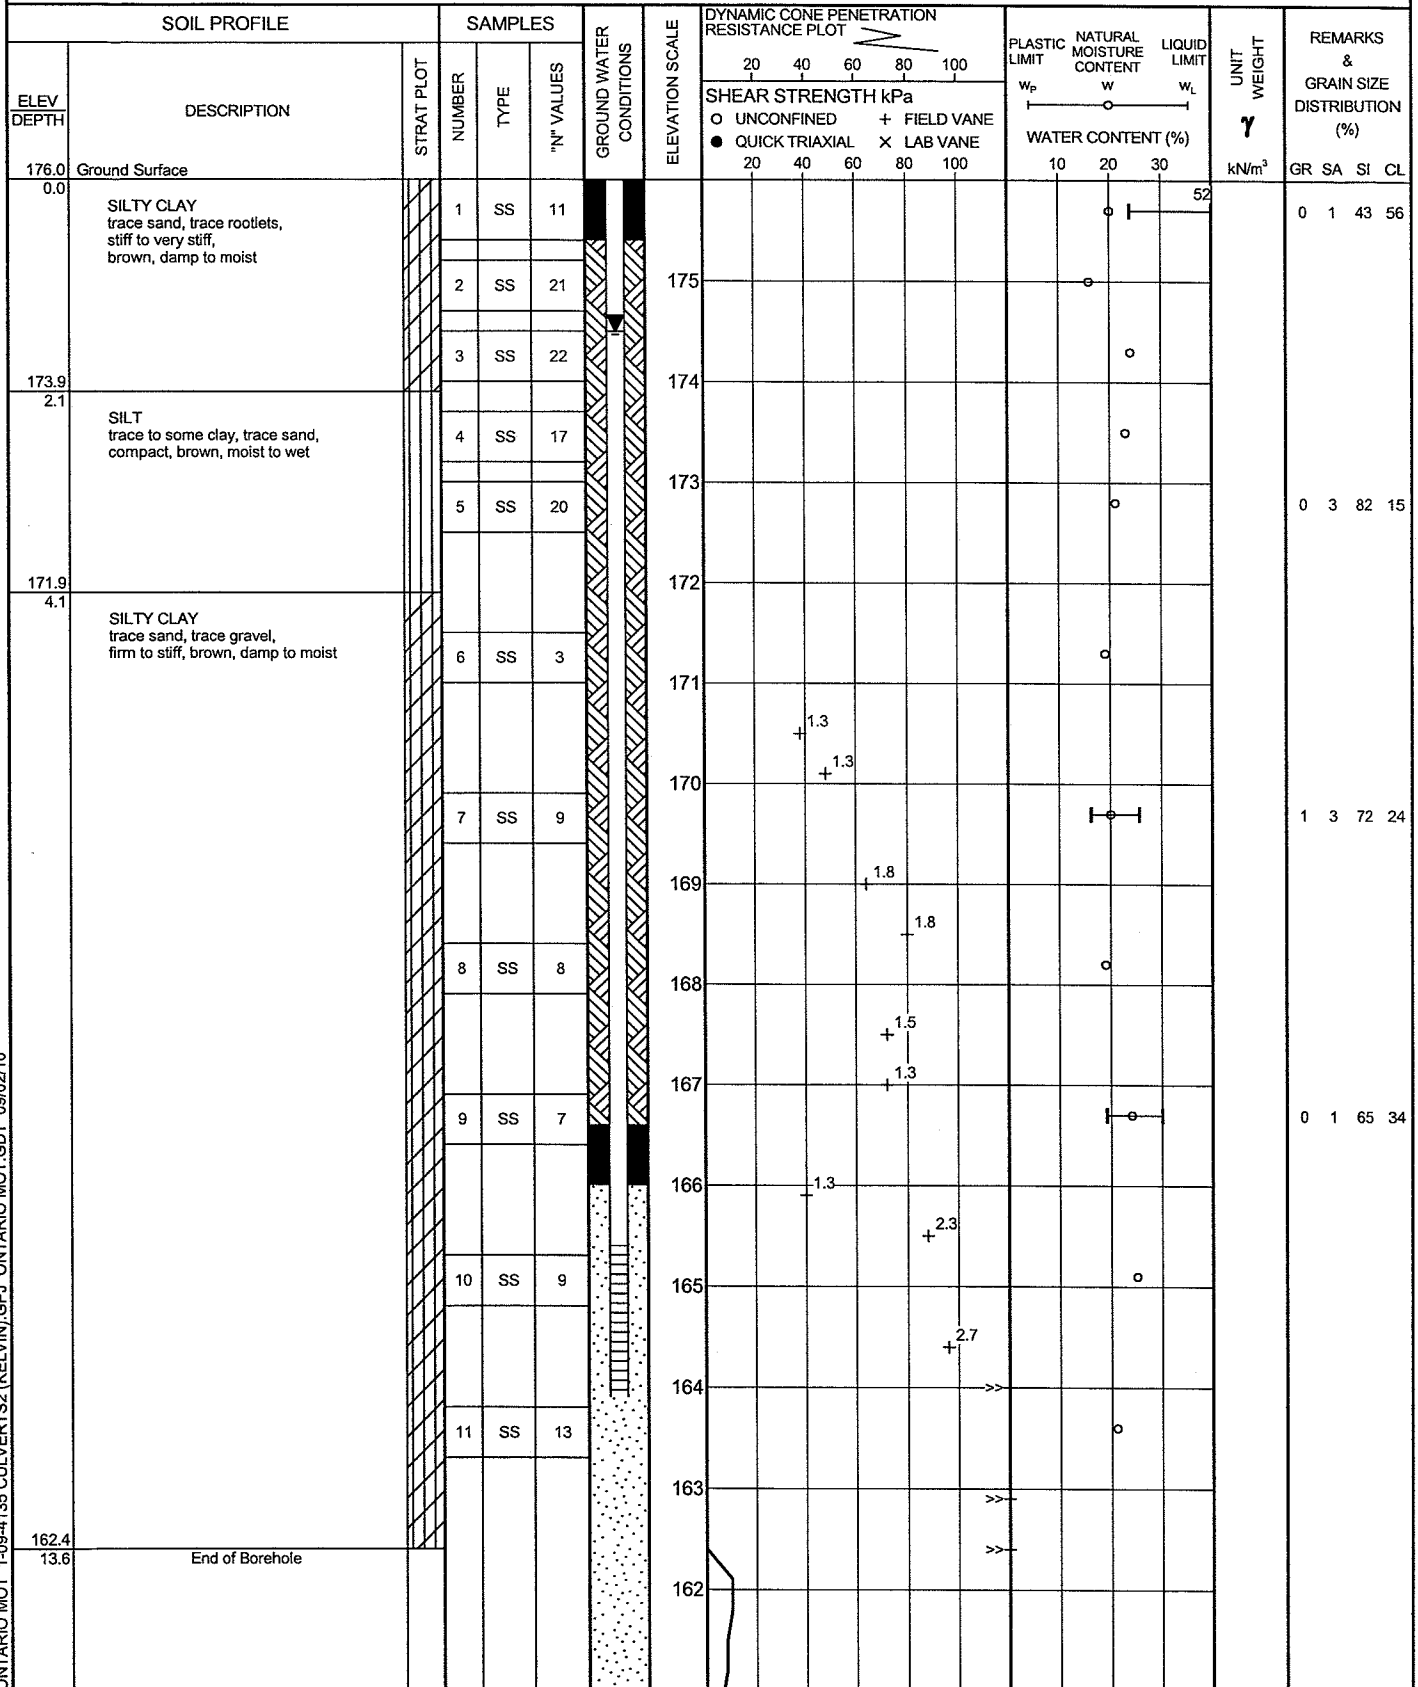 SOIL PROFILE
SAMPLES
GROUND WATER
CONDITIONS
ELEVATION SCALE
DYNAMIC CONE PENETRATION
RESISTANCE PLOT
20 40 60 80 100
SHEAR STRENGTH kPa
O UNCONFINED + FIELD VANE
● QUICK TRIAXIAL × LAB VANE
20 40 60 80 100
PLASTIC
LIMIT
NATURAL
MOISTURE
CONTENT
LIQUID
LIMIT
WP W WL
WATER CONTENT (%)
10 20 30
UNIT
WEIGHT
γ
kN/m³
REMARKS
&
GRAIN SIZE
DISTRIBUTION
(%)
GR SA SI CL
ELEV
DEPTH
DESCRIPTION
STRAT PLOT
NUMBER
TYPE
"N" VALUES
176.0 Ground Surface
0.0
SILTY CLAY
trace sand, trace rootlets,
stiff to very stiff,
brown, damp to moist
1 SS 11
52
0 1 43 56
2 SS 21
175
3 SS 22
174
173.9
2.1
SILT
trace to some clay, trace sand,
compact, brown, moist to wet
4 SS 17
173
5 SS 20
0 3 82 15
172
171.9
4.1
SILTY CLAY
trace sand, trace gravel,
firm to stiff, brown, damp to moist
6 SS 3
171
1.3
1.3
170
7 SS 9
1 3 72 24
1.8
169
1.8
8 SS 8
168
1.5
1.3
167
9 SS 7
0 1 65 34
166
1.3
2.3
10 SS 9
165
2.7
164
>>
11 SS 13
163
>>
162.4
13.6
>>
End of Borehole
162